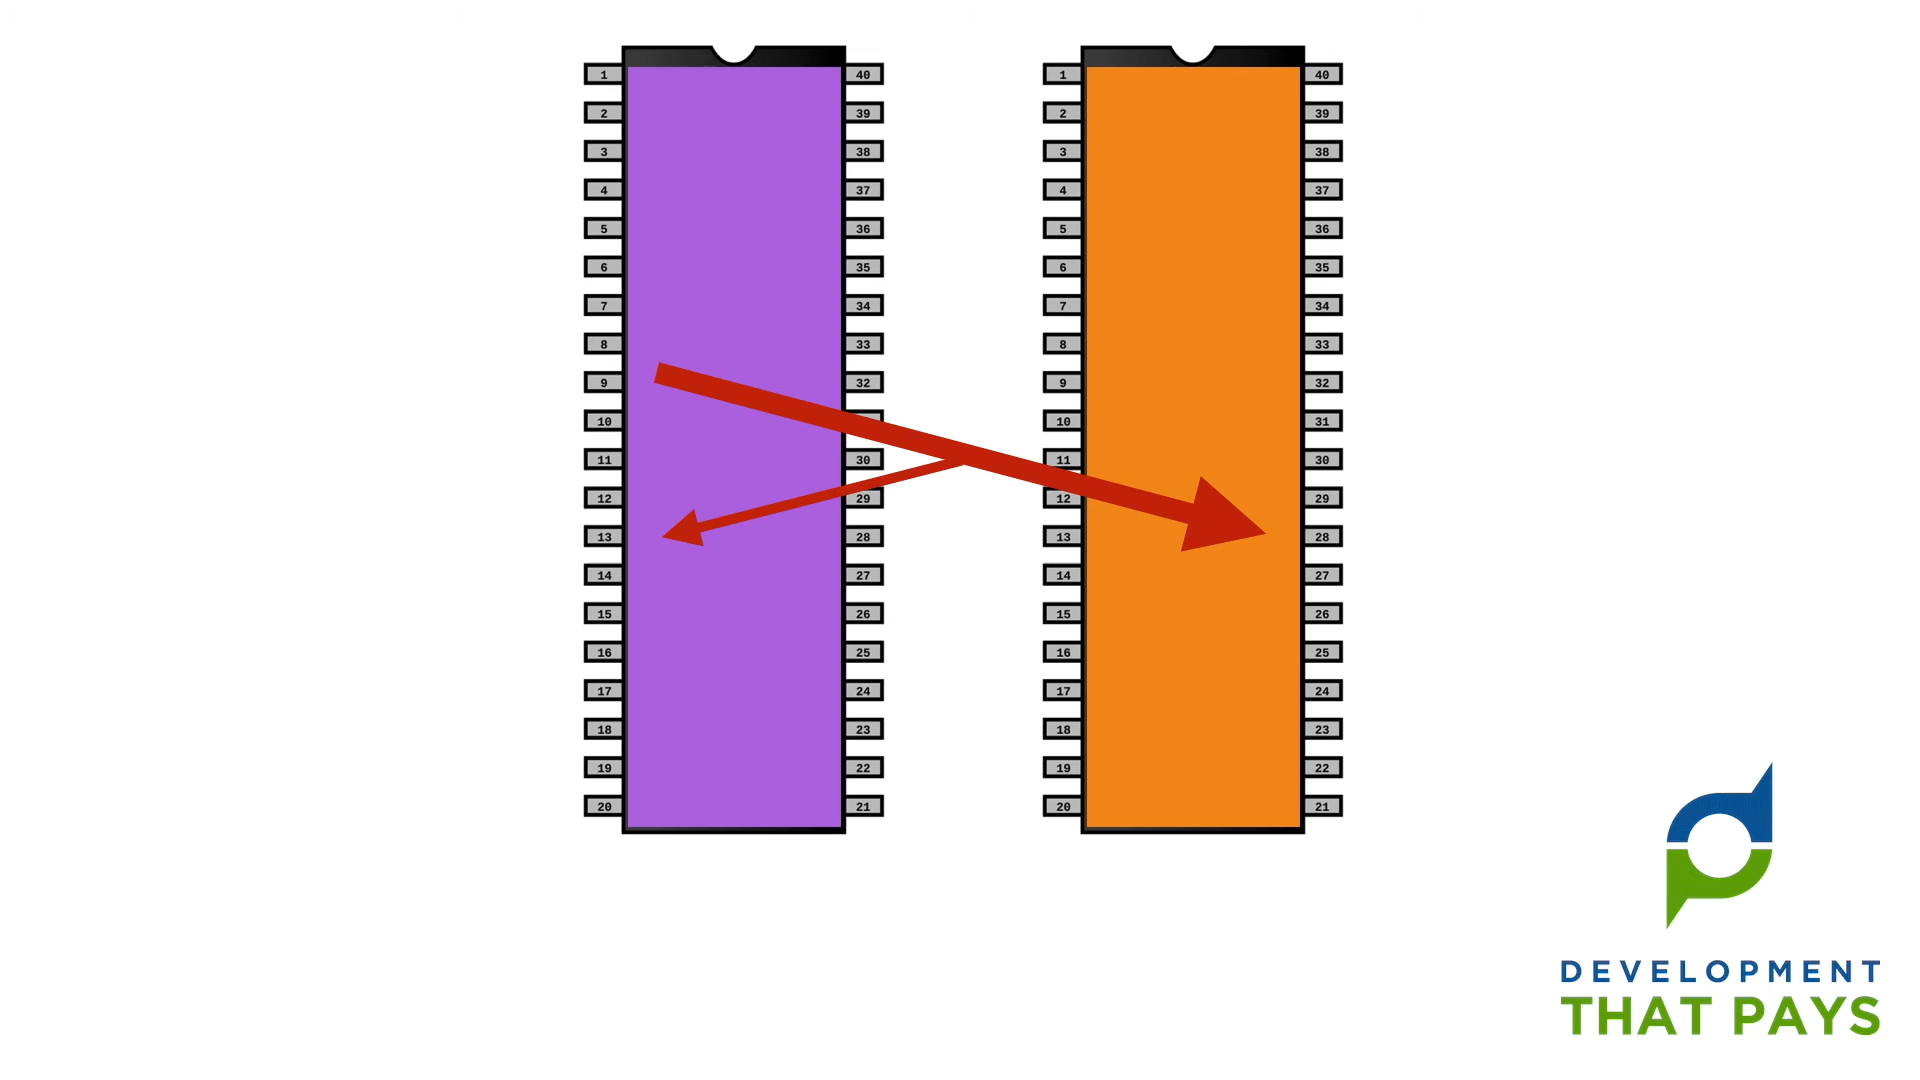 1 40 1 40
2 39 2 39
3 38 3 38
4 37 4 37
5 36 5 36
6 35 6 35
7 34 7 34
8 33 8 33
9 32 9 32
10 10 31
11 30 11 30
12 29 12 29
13 28 13 28
14 27 14 27
15 26 15 26
16 25 16 25
17 24 17 24
18 23 18 23
19 22 19 22
20 21 20 21
DEVELOPMENT
THAT PAYS